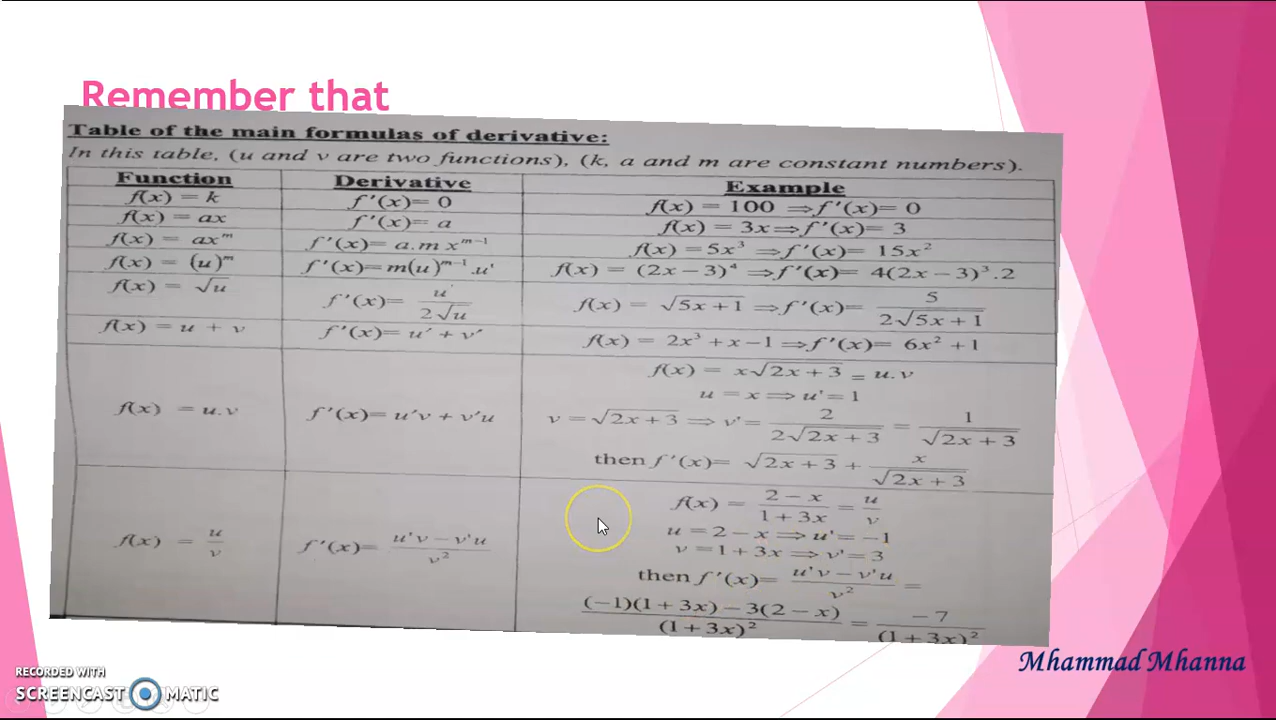 Remember that
Table of the main formulas of derivative:
In this table, (u and v are two functions), (k, a and m are constant numbers).
Function Derivative Example
f(x) = k f'(x)= 0 f(x) = 100 ⟹ f'(x)= 0
f(x) = ax f'(x)= a f(x) = 3x ⟹ f'(x)= 3
f(x) = axᵐ f'(x)= a.m xᵐ⁻¹ f(x) = 5x³ ⟹ f'(x)= 15x²
f(x) = (u)ᵐ f'(x)= m(u)ᵐ⁻¹.u' f(x) = (2x − 3)⁴ ⟹ f'(x)= 4(2x − 3)³.2
f(x) = √u f'(x)= u'/(2√u) f(x) = √(5x + 1) ⟹ f'(x)= 5/(2√(5x + 1))
f(x) = u + v f'(x)= u' + v' f(x) = 2x³ + x − 1 ⟹ f'(x)= 6x² + 1
f(x) = u.v f'(x)= u'v + v'u f(x) = x√(2x + 3) = u.v
u = x ⟹ u' = 1
v = √(2x + 3) ⟹ v' = 2/(2√(2x + 3)) = 1/√(2x + 3)
then f'(x)= √(2x + 3) + x/√(2x + 3)
f(x) = u/v f'(x)= (u'v − v'u)/v² f(x) = (2 − x)/(1 + 3x) = u/v
u = 2 − x ⟹ u' = −1
v = 1 + 3x ⟹ v' = 3
then f'(x)= (u'v − v'u)/v² =
((−1)(1 + 3x) − 3(2 − x))/(1 + 3x)² = −7/(1 + 3x)²
Mhammad Mhanna
RECORDED WITH
SCREENCAST MATIC